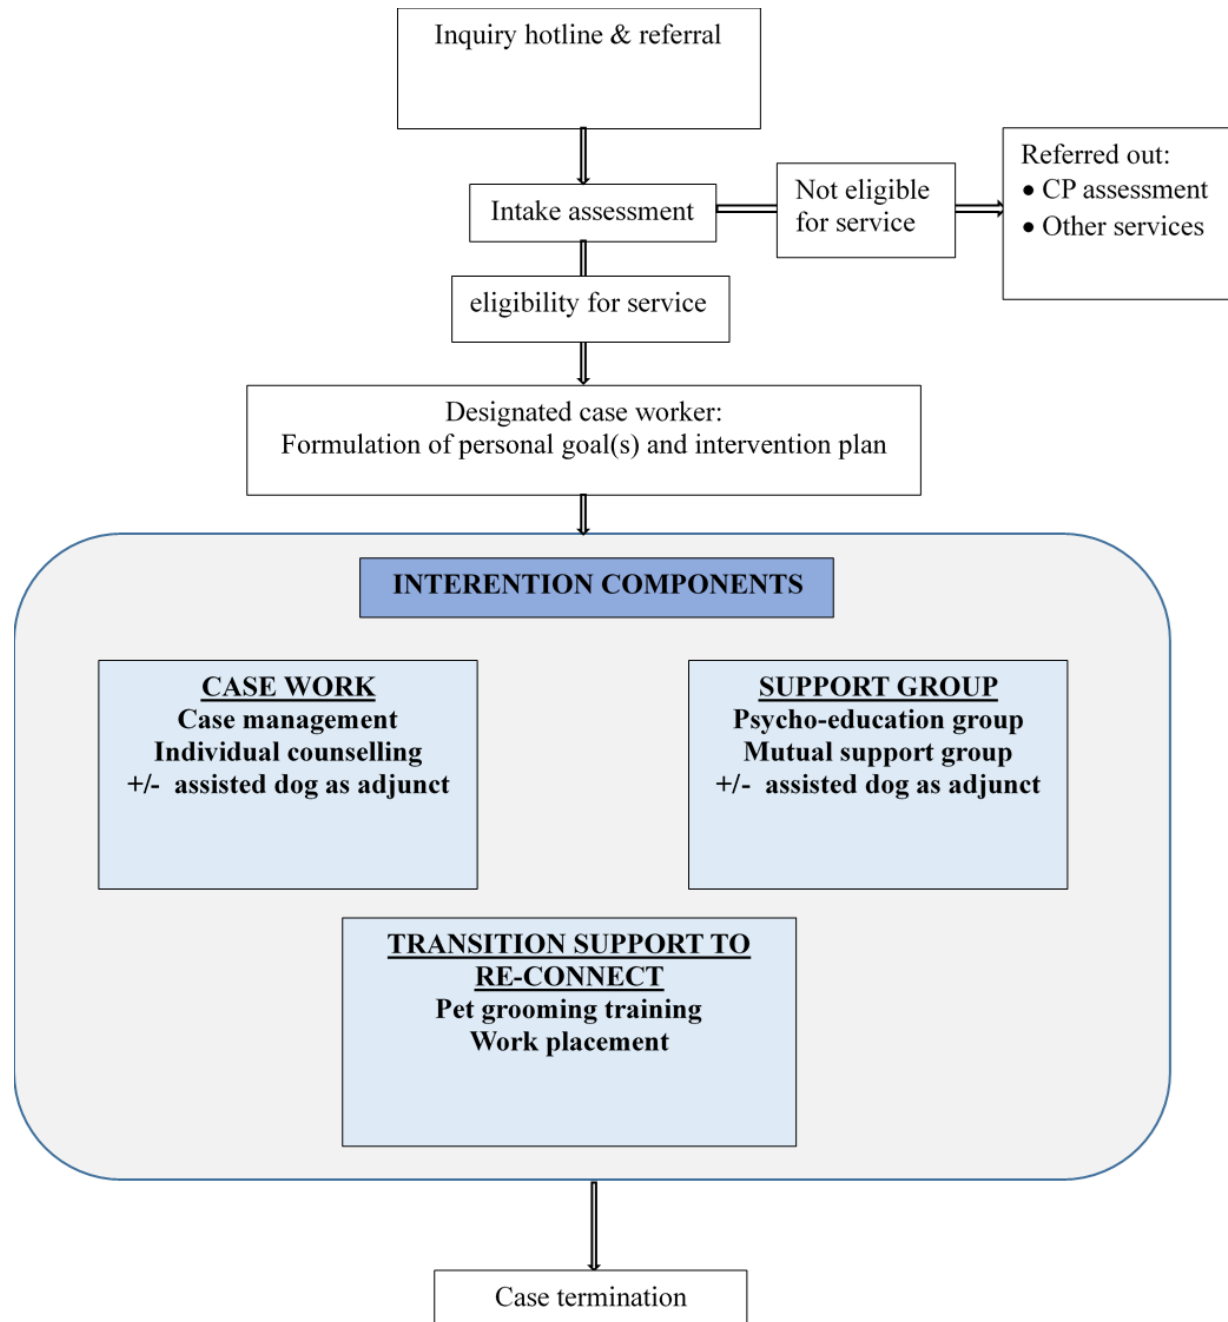 Inquiry hotline & referral
Intake assessment
Not eligible
for service
Referred out:
• CP assessment
• Other services
eligibility for service
Designated case worker:
Formulation of personal goal(s) and intervention plan
INTERENTION COMPONENTS
CASE WORK
Case management
Individual counselling
+/- assisted dog as adjunct
SUPPORT GROUP
Psycho-education group
Mutual support group
+/- assisted dog as adjunct
TRANSITION SUPPORT TO
RE-CONNECT
Pet grooming training
Work placement
Case termination